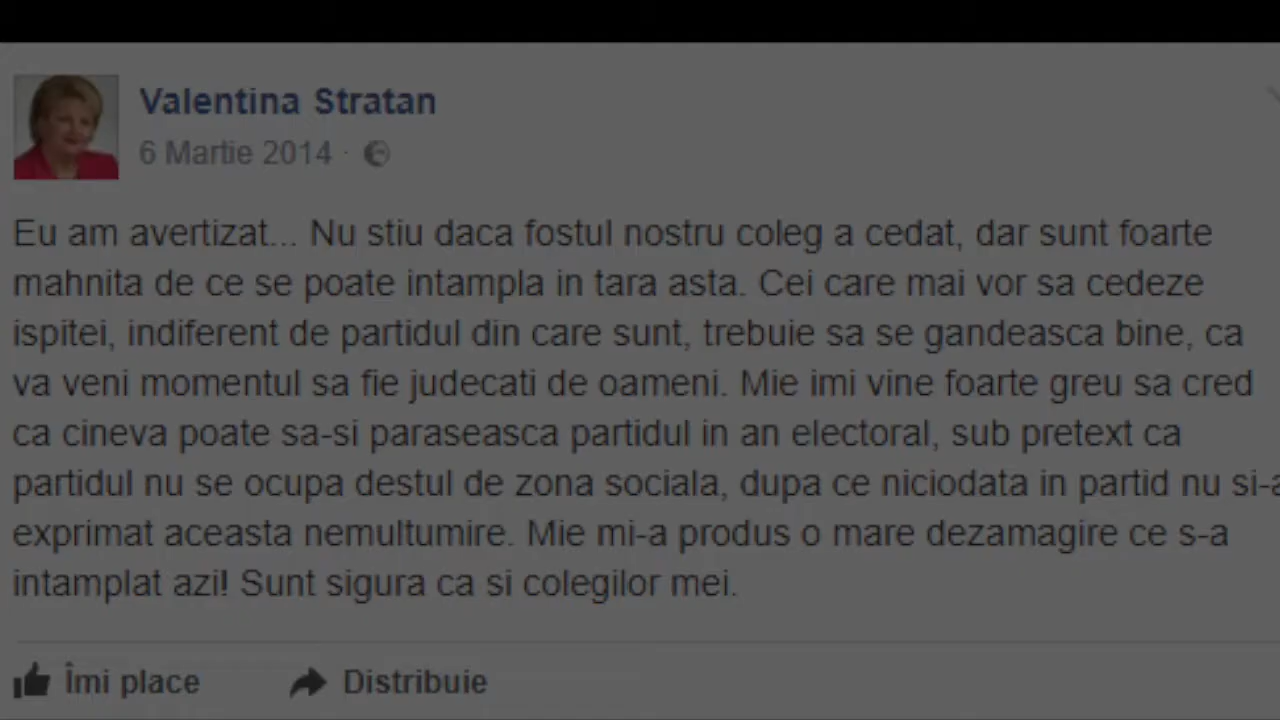 Valentina Stratan
6 Martie 2014 ·
Eu am avertizat... Nu stiu daca fostul nostru coleg a cedat, dar sunt foarte
mahnita de ce se poate intampla in tara asta. Cei care mai vor sa cedeze
ispitei, indiferent de partidul din care sunt, trebuie sa se gandeasca bine, ca
va veni momentul sa fie judecati de oameni. Mie imi vine foarte greu sa cred
ca cineva poate sa-si paraseasca partidul in an electoral, sub pretext ca
partidul nu se ocupa destul de zona sociala, dupa ce niciodata in partid nu si-a
exprimat aceasta nemultumire. Mie mi-a produs o mare dezamagire ce s-a
intamplat azi! Sunt sigura ca si colegilor mei.
Îmi place Distribuie